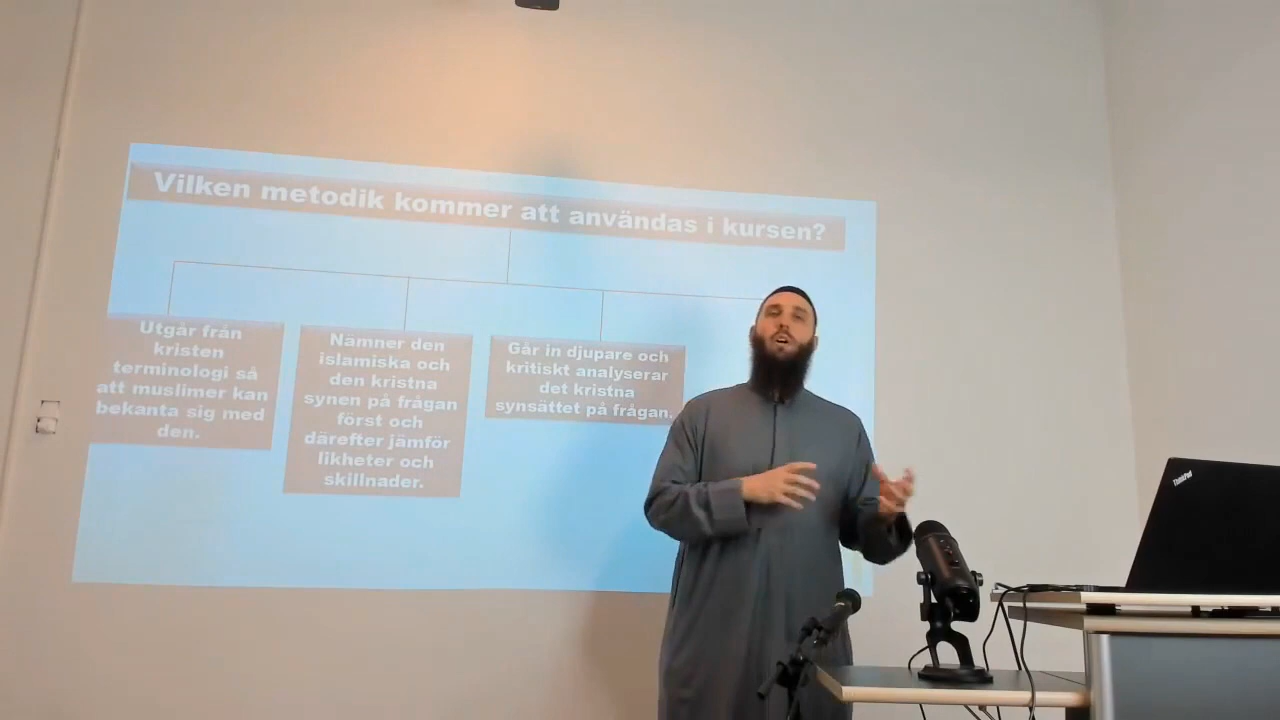 Vilken metodik kommer att användas i kursen?
Utgår från
kristen
terminologi så
att muslimer kan
bekanta sig med
den.
Nämner den
islamiska och
den kristna
synen på frågan
först och
därefter jämför
likheter och
skillnader.
Går in djupare och
kritiskt analyserar
det kristna
synsättet på frågan.
ThinkPad